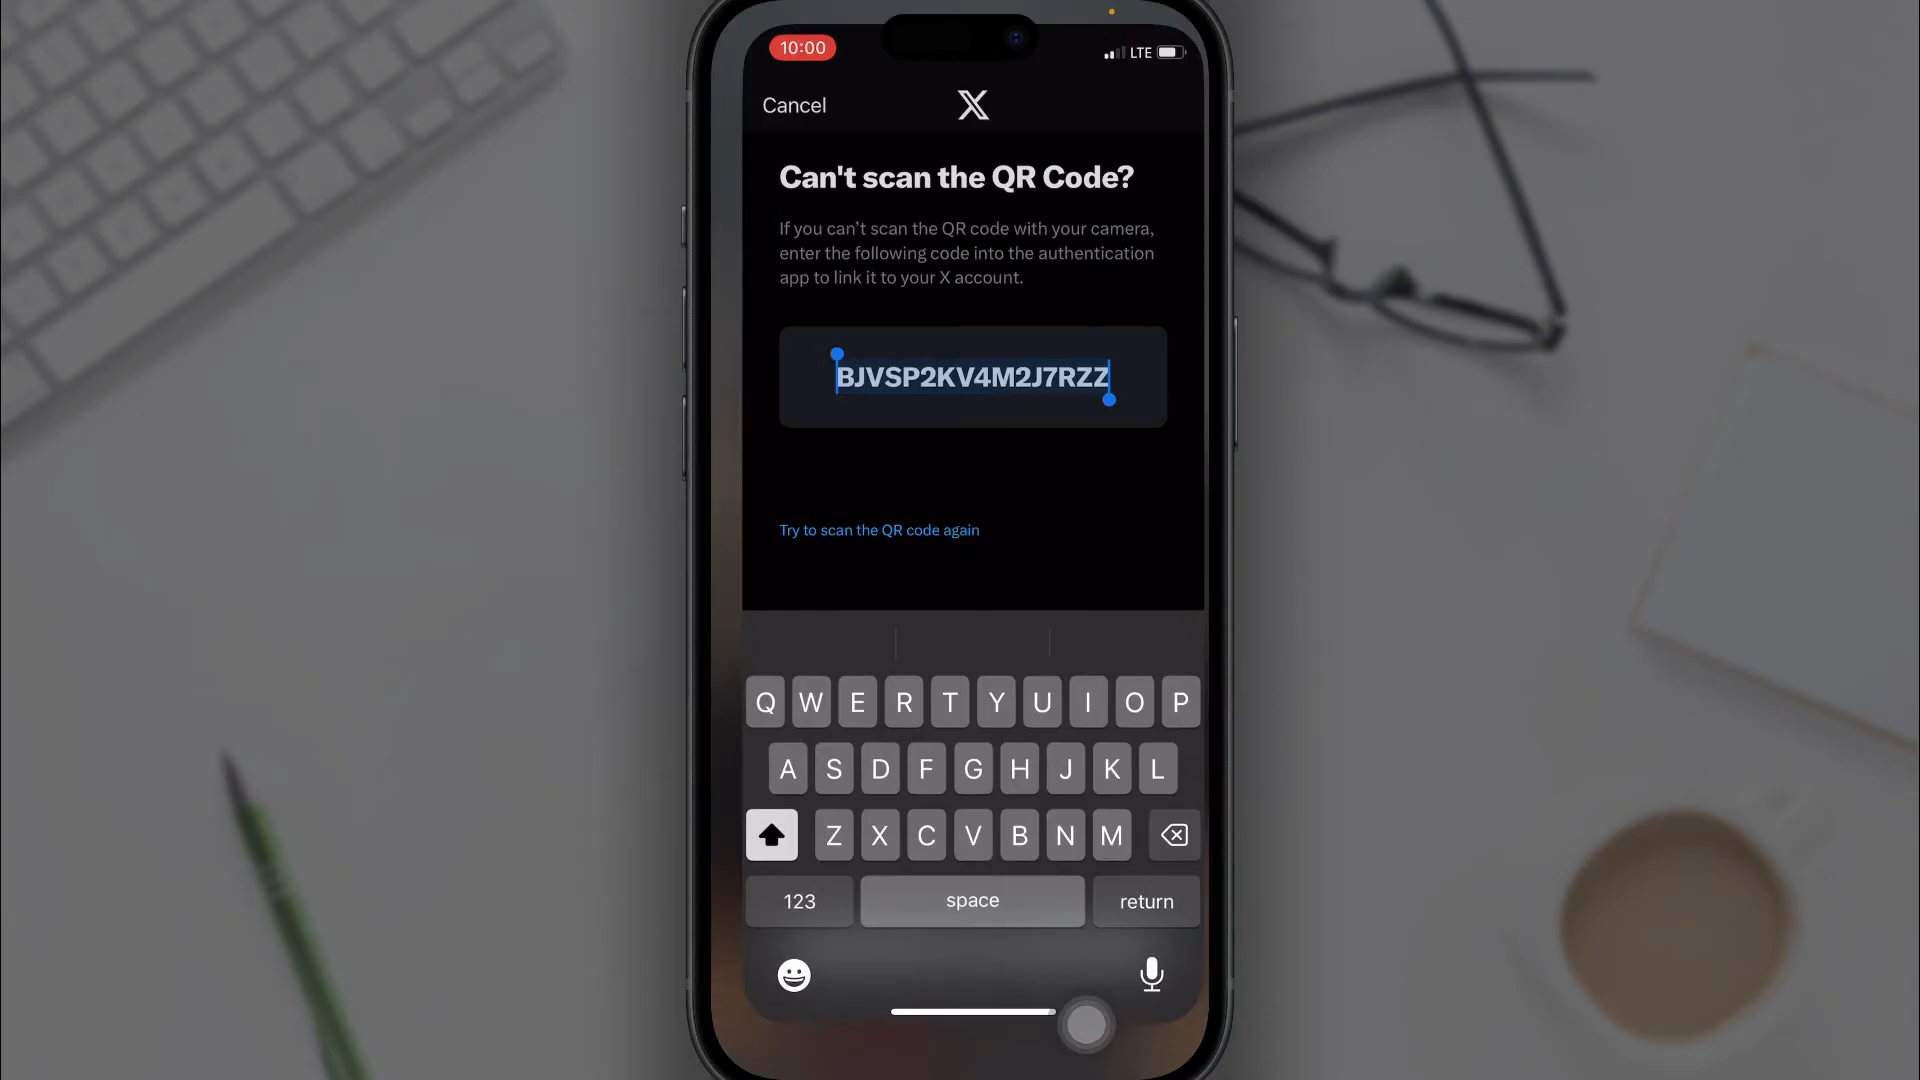 10:00
LTE
Cancel
Can't scan the QR Code?
If you can't scan the QR code with your camera,
enter the following code into the authentication
app to link it to your X account.
BJVSP2KV4M2J7RZZ
Try to scan the QR code again
Q W E R T Y U I O P
A S D F G H J K L
Z X C V B N M
123 space return